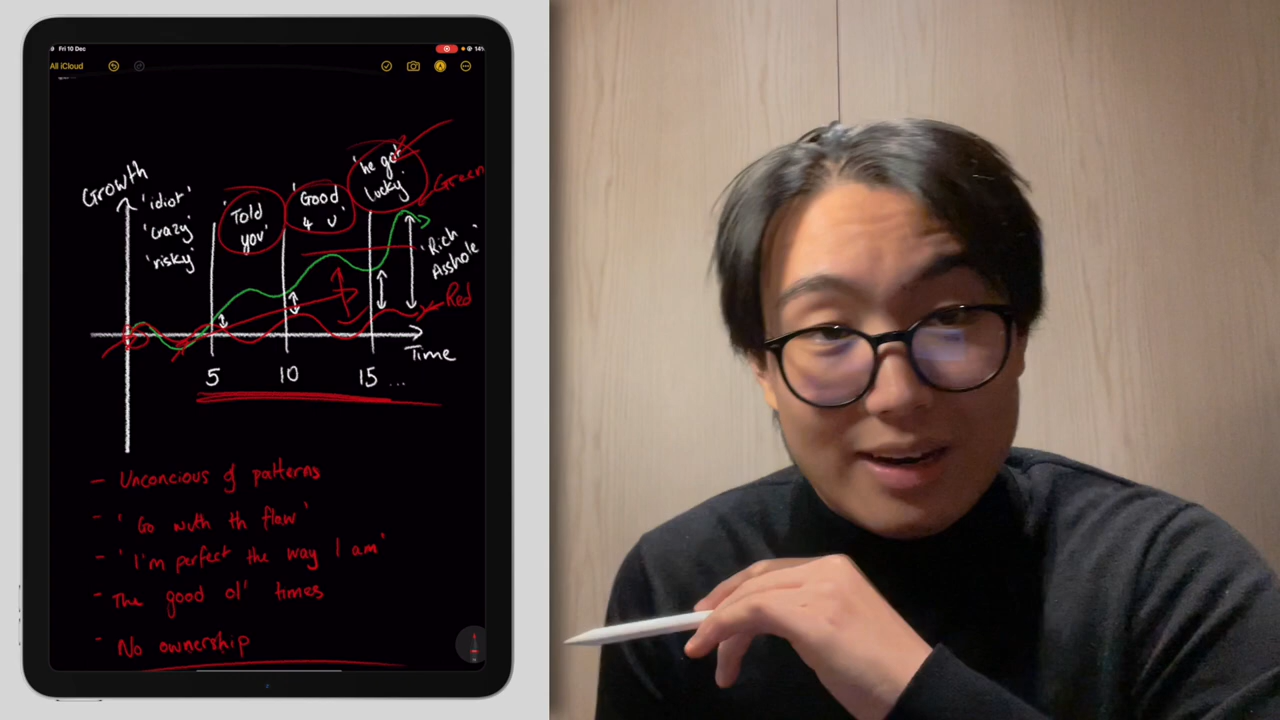 Fri 10 Dec
14%
All iCloud
Growth
'idiot'
'crazy'
'risky'
'Told
you'
'Good
4 U'
'he got
lucky'
Green
'Rich
Asshole'
Red
Time
5 10 15 ...
- Unconcious of patterns
- 'Go with th flow'
- 'I'm perfect the way I am'
- The good ol' times
- No ownership